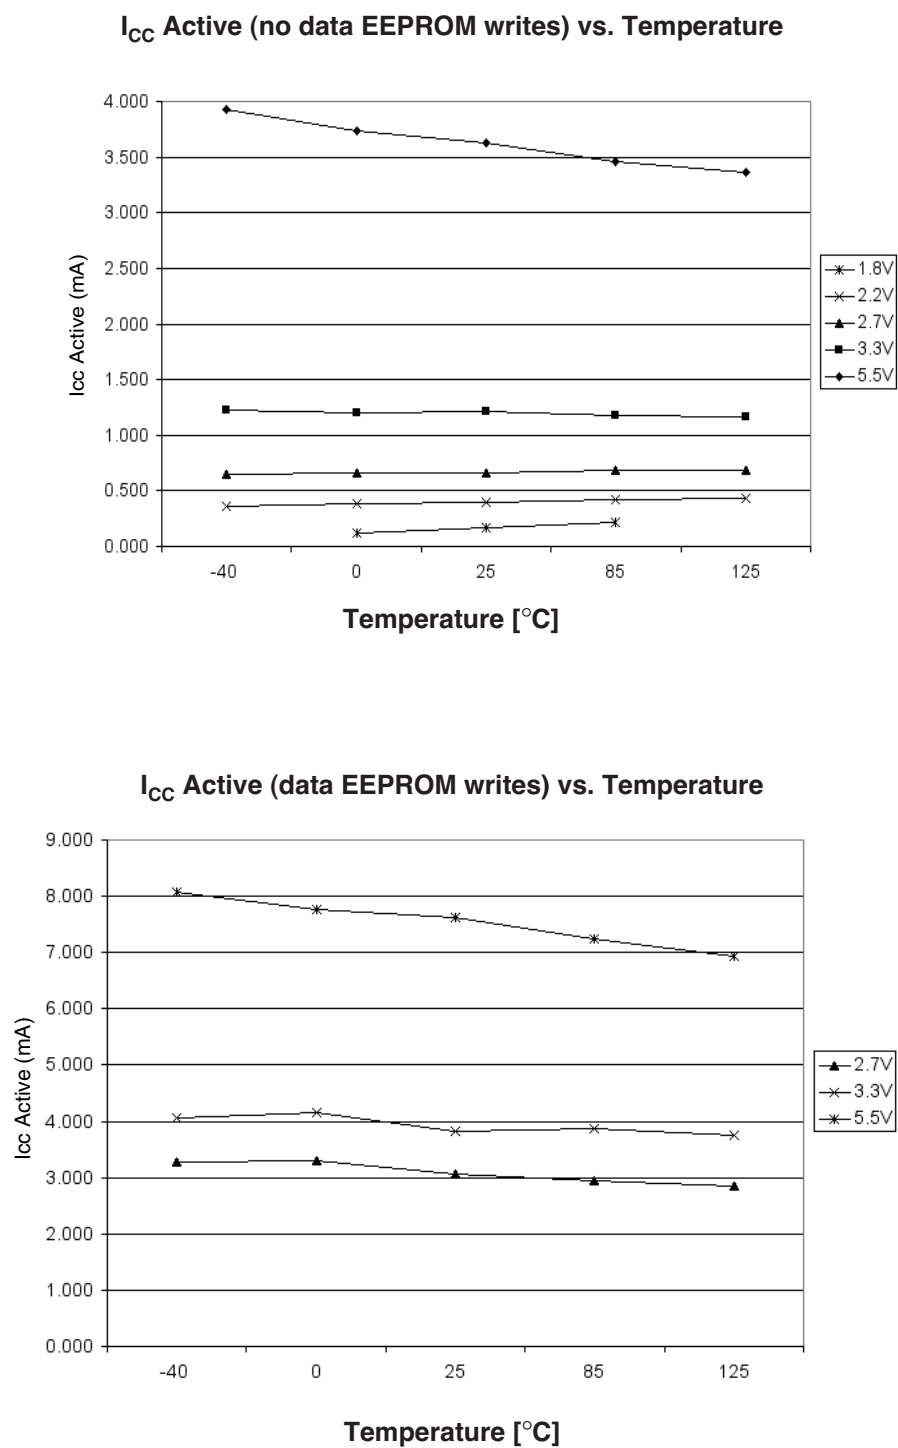 I_CC Active (no data EEPROM writes) vs. Temperature
4.000
3.500
3.000
2.500
2.000
1.500
1.000
0.500
0.000
Icc Active (mA)
1.8V
2.2V
2.7V
3.3V
5.5V
-40 0 25 85 125
Temperature [°C]
I_CC Active (data EEPROM writes) vs. Temperature
9.000
8.000
7.000
6.000
5.000
4.000
3.000
2.000
1.000
0.000
Icc Active (mA)
2.7V
3.3V
5.5V
-40 0 25 85 125
Temperature [°C]